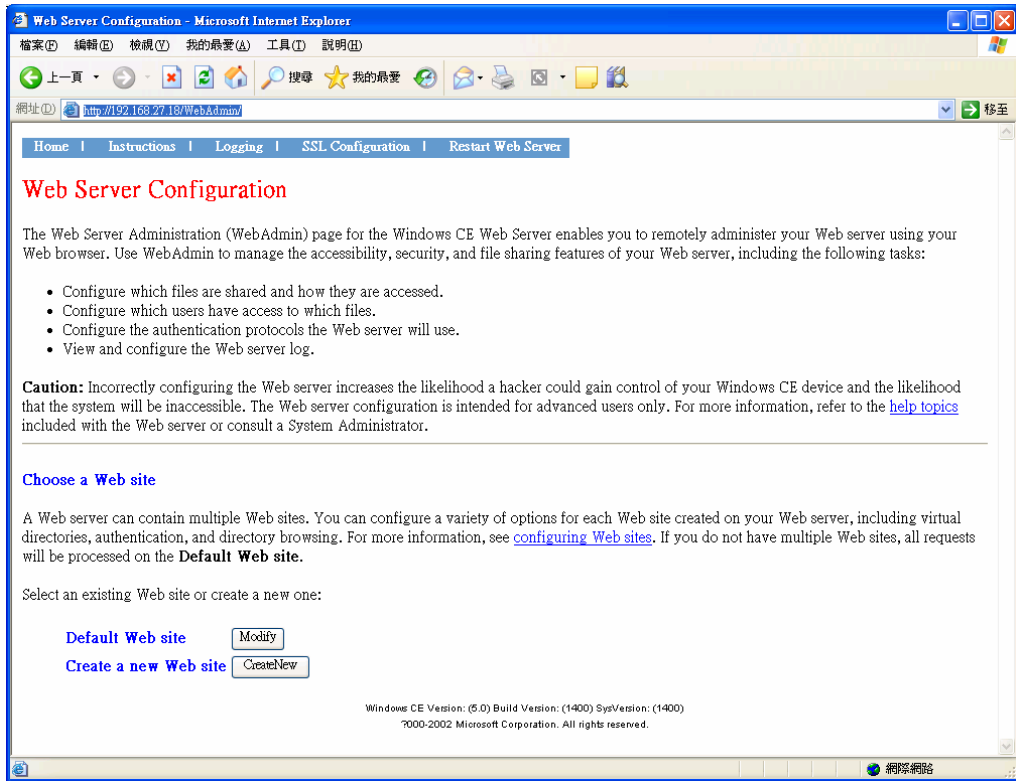 Web Server Configuration - Microsoft Internet Explorer
檔案(F) 編輯(E) 檢視(V) 我的最愛(A) 工具(T) 說明(H)
上一頁 搜尋 我的最愛
網址(D) http://192.168.27.18/WebAdmin/ 移至
Home | Instructions | Logging | SSL Configuration | Restart Web Server
Web Server Configuration
The Web Server Administration (WebAdmin) page for the Windows CE Web Server enables you to remotely administer your Web server using your
Web browser. Use WebAdmin to manage the accessibility, security, and file sharing features of your Web server, including the following tasks:
• Configure which files are shared and how they are accessed.
• Configure which users have access to which files.
• Configure the authentication protocols the Web server will use.
• View and configure the Web server log.
Caution: Incorrectly configuring the Web server increases the likelihood a hacker could gain control of your Windows CE device and the likelihood
that the system will be inaccessible. The Web server configuration is intended for advanced users only. For more information, refer to the help topics
included with the Web server or consult a System Administrator.
Choose a Web site
A Web server can contain multiple Web sites. You can configure a variety of options for each Web site created on your Web server, including virtual
directories, authentication, and directory browsing. For more information, see configuring Web sites. If you do not have multiple Web sites, all requests
will be processed on the Default Web site.
Select an existing Web site or create a new one:
Default Web site Modify
Create a new Web site CreateNew
Windows CE Version: (5.0) Build Version: (1400) SysVersion: (1400)
?000-2002 Microsoft Corporation. All rights reserved.
網際網路